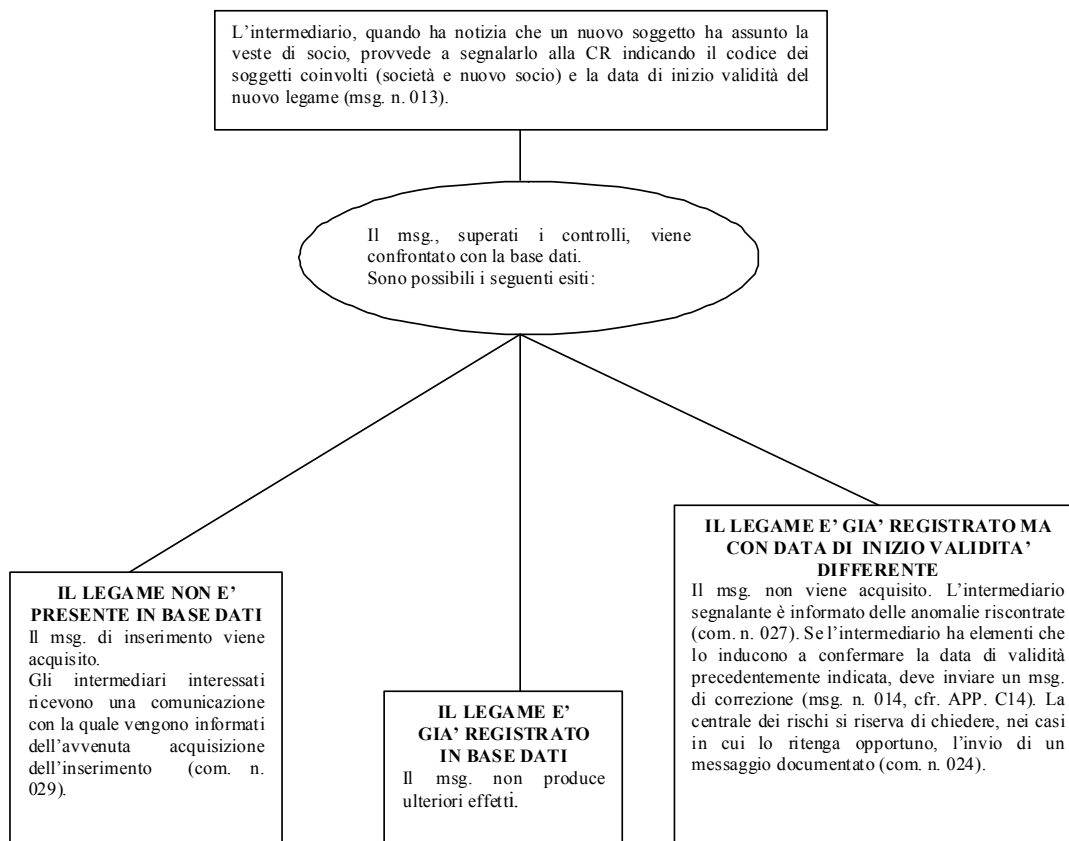 L’intermediario, quando ha notizia che un nuovo soggetto ha assunto la
veste di socio, provvede a segnalarlo alla CR indicando il codice dei
soggetti coinvolti (società e nuovo socio) e la data di inizio validità del
nuovo legame (msg. n. 013).
Il msg., superati i controlli, viene
confrontato con la base dati.
Sono possibili i seguenti esiti:
IL LEGAME NON E’
PRESENTE IN BASE DATI
Il msg. di inserimento viene
acquisito.
Gli intermediari interessati
ricevono una comunicazione
con la quale vengono informati
dell’avvenuta acquisizione
dell’inserimento (com. n.
029).
IL LEGAME E’
GIA’ REGISTRATO
IN BASE DATI
Il msg. non produce
ulteriori effetti.
IL LEGAME E’ GIA’ REGISTRATO MA
CON DATA DI INIZIO VALIDITA’
DIFFERENTE
Il msg. non viene acquisito. L’intermediario
segnalante è informato delle anomalie riscontrate
(com. n. 027). Se l’intermediario ha elementi che
lo inducono a confermare la data di validità
precedentemente indicata, deve inviare un msg.
di correzione (msg. n. 014, cfr. APP. C14). La
centrale dei rischi si riserva di chiedere, nei casi
in cui lo ritenga opportuno, l’invio di un
messaggio documentato (com. n. 024).